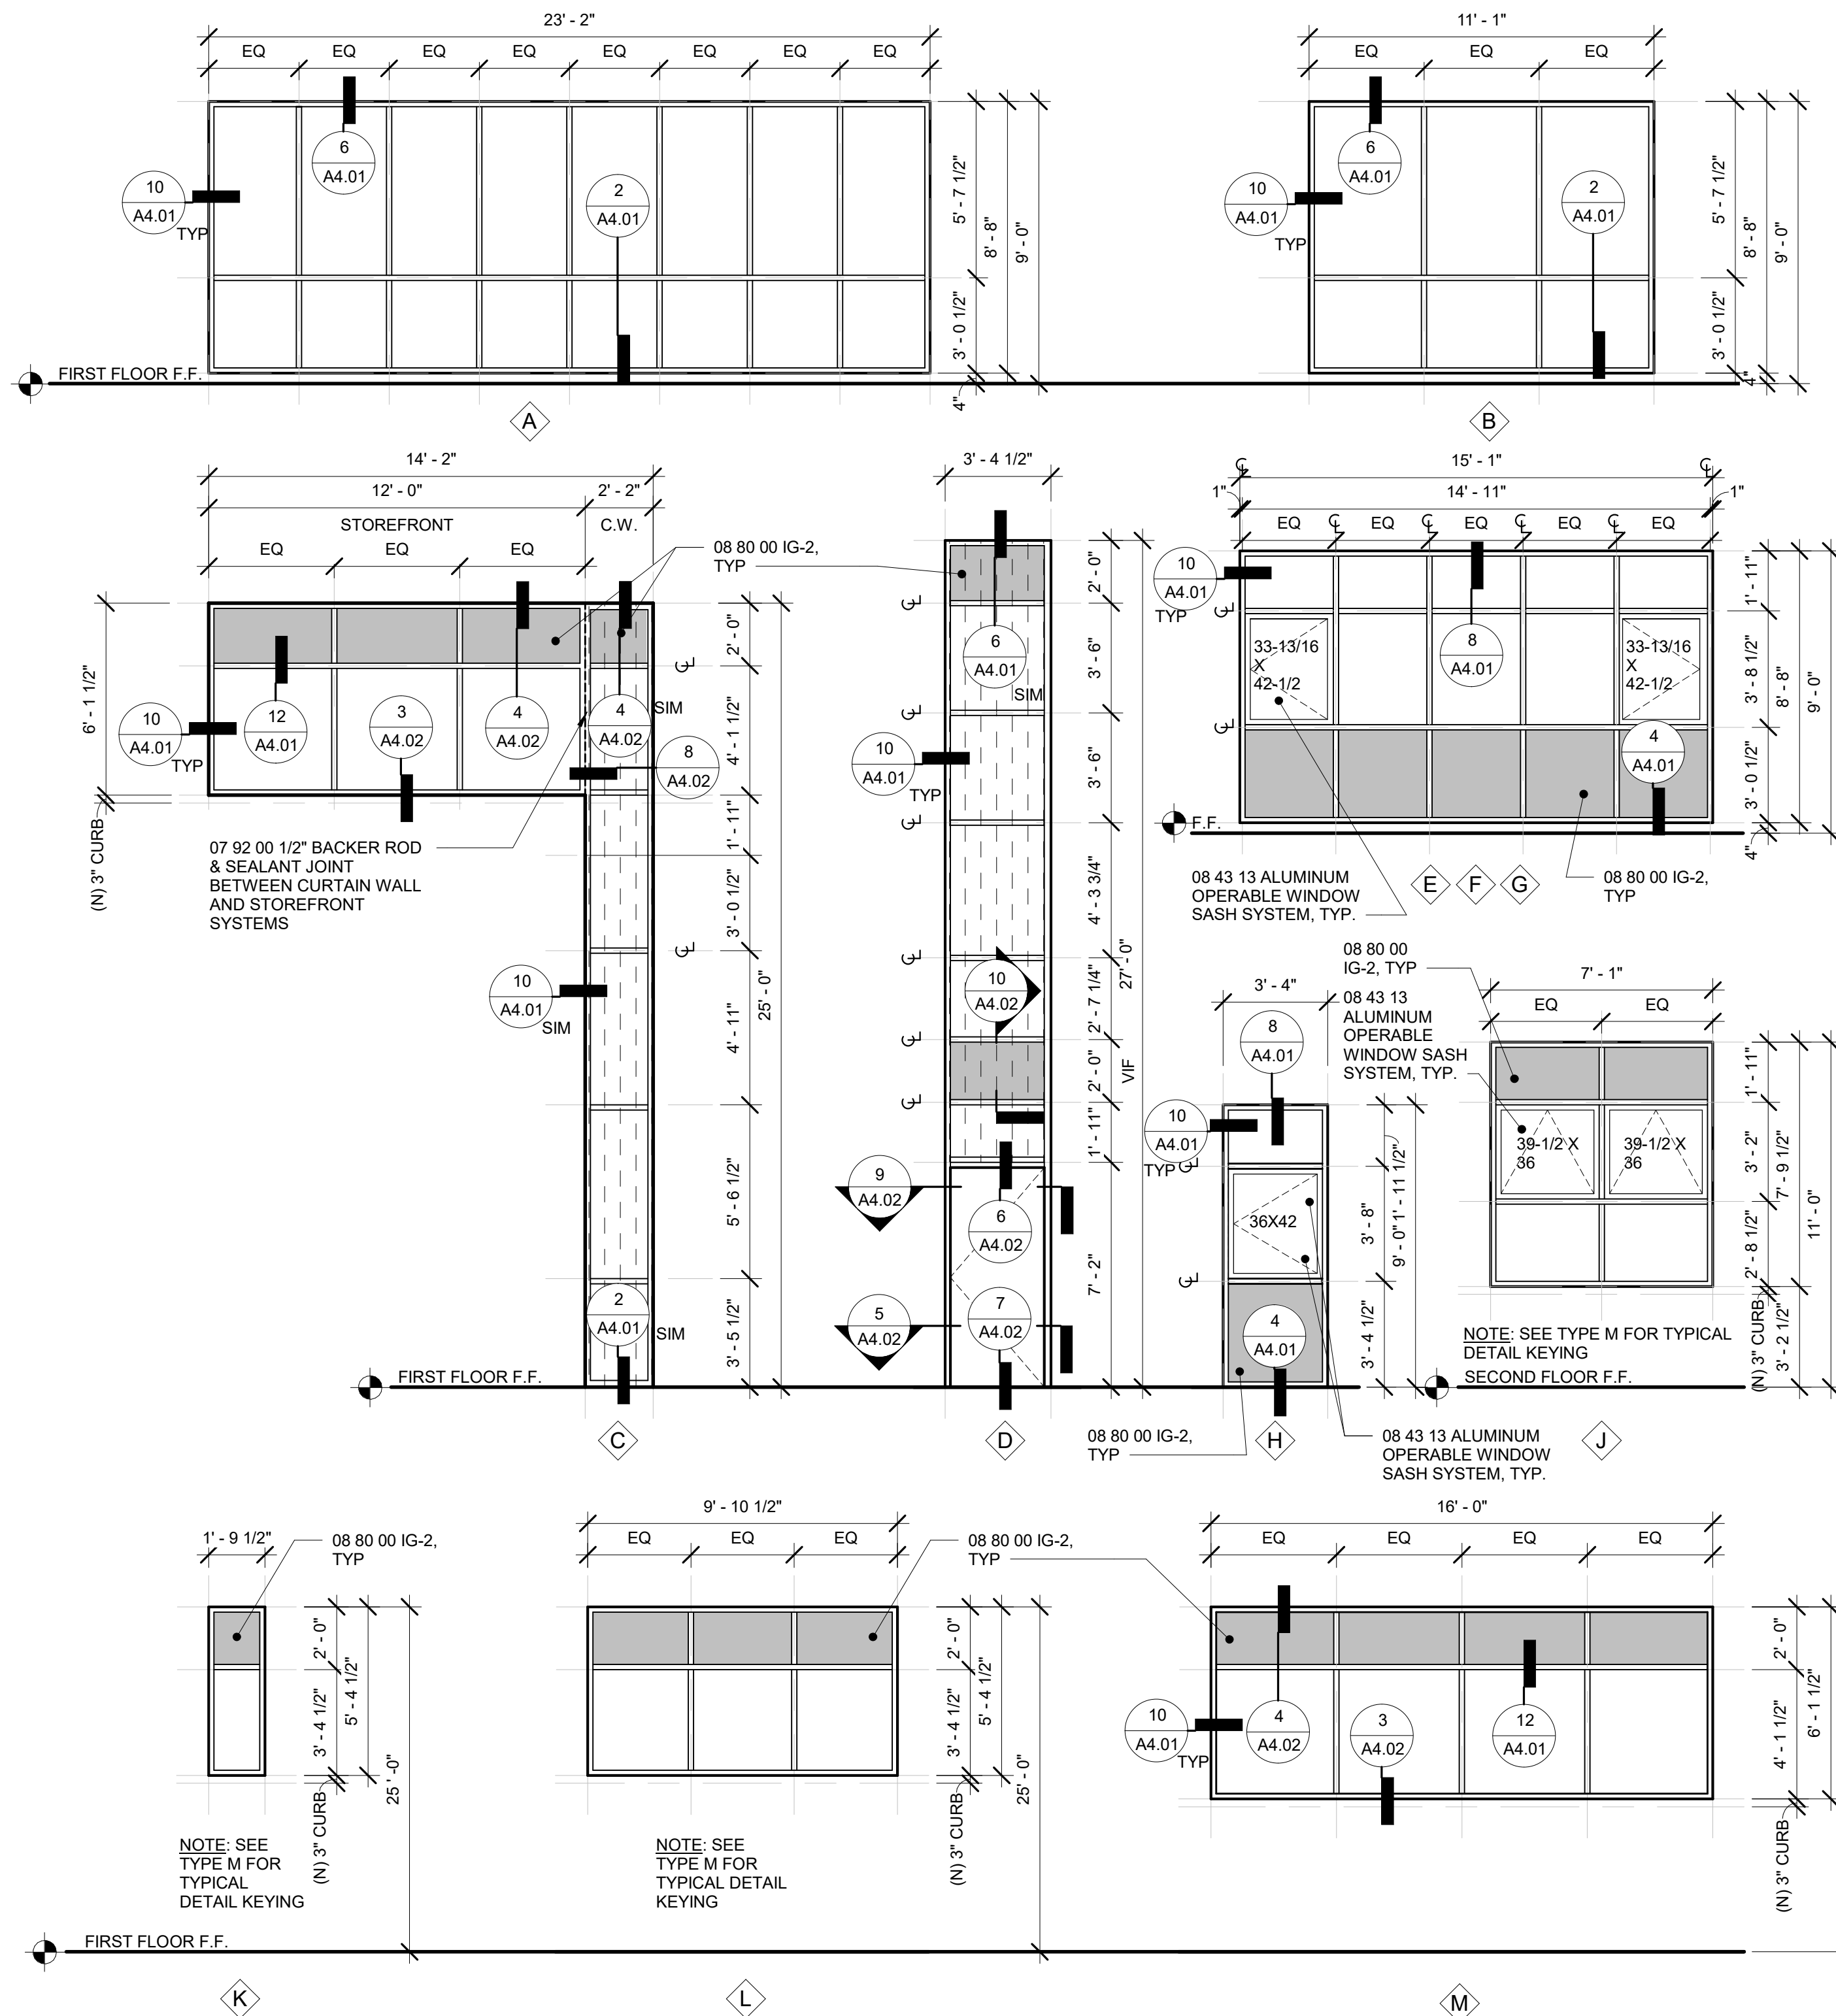 23' - 2"
EQ EQ EQ EQ EQ EQ EQ EQ
6
A4.01
10
A4.01
TYP
2
A4.01
5' - 7 1/2"
8' - 8"
9' - 0"
3' - 0 1/2"
4"
FIRST FLOOR F.F.
A
11' - 1"
EQ EQ EQ
6
A4.01
10
A4.01
TYP
2
A4.01
5' - 7 1/2"
8' - 8"
9' - 0"
3' - 0 1/2"
4"
B
14' - 2"
12' - 0"
2' - 2"
STOREFRONT
C.W.
EQ EQ EQ
08 80 00 IG-2,
TYP
6' - 1 1/2"
(N) 3" CURB
10
A4.01
TYP
12
A4.01
3
A4.02
4
A4.02
4
A4.02
SIM
8
A4.02
07 92 00 1/2" BACKER ROD
& SEALANT JOINT
BETWEEN CURTAIN WALL
AND STOREFRONT
SYSTEMS
10
A4.01
SIM
2' - 0"
4' - 1 1/2"
1' - 11"
3' - 0 1/2"
4' - 11"
5' - 6 1/2"
3' - 5 1/2"
25' - 0"
2
A4.01
SIM
FIRST FLOOR F.F.
C
3' - 4 1/2"
6
A4.01
SIM
10
A4.01
TYP
10
A4.02
9
A4.02
6
A4.02
5
A4.02
7
A4.02
2' - 0"
3' - 6"
3' - 6"
4' - 3 3/4"
2' - 7 1/4"
2' - 0"
1' - 11"
7' - 2"
27' - 0"
VIF
D
15' - 1"
14' - 11"
1"
1"
EQ EQ EQ EQ EQ
10
A4.01
TYP
8
A4.01
33-13/16
X
42-1/2
33-13/16
X
42-1/2
4
A4.01
1' - 11"
3' - 8 1/2"
3' - 0 1/2"
8' - 8"
9' - 0"
4"
F.F.
08 43 13 ALUMINUM
OPERABLE WINDOW
SASH SYSTEM, TYP.
E F G
08 80 00 IG-2,
TYP
3' - 4"
8
A4.01
10
A4.01
TYP
36X42
4
A4.01
1' - 11 1/2"
3' - 8"
3' - 4 1/2"
9' - 0"
08 80 00 IG-2,
TYP
H
08 43 13 ALUMINUM
OPERABLE WINDOW
SASH SYSTEM, TYP.
08 80 00
IG-2, TYP
08 43 13
ALUMINUM
OPERABLE
WINDOW SASH
SYSTEM, TYP.
7' - 1"
EQ EQ
39-1/2 X
36
39-1/2 X
36
1' - 11"
3' - 2"
2' - 8 1/2"
7' - 9 1/2"
11' - 0"
(N) 3" CURB
3' - 2 1/2"
NOTE: SEE TYPE M FOR TYPICAL
DETAIL KEYING
SECOND FLOOR F.F.
J
1' - 9 1/2"
08 80 00 IG-2,
TYP
2' - 0"
3' - 4 1/2"
5' - 4 1/2"
25' - 0"
(N) 3" CURB
NOTE: SEE
TYPE M FOR
TYPICAL
DETAIL KEYING
FIRST FLOOR F.F.
K
9' - 10 1/2"
EQ EQ EQ
08 80 00 IG-2,
TYP
2' - 0"
3' - 4 1/2"
5' - 4 1/2"
25' - 0"
(N) 3" CURB
NOTE: SEE
TYPE M FOR
TYPICAL DETAIL
KEYING
L
16' - 0"
EQ EQ EQ EQ
10
A4.01
TYP
4
A4.02
3
A4.02
12
A4.01
2' - 0"
4' - 1 1/2"
6' - 1 1/2"
(N) 3" CURB
M